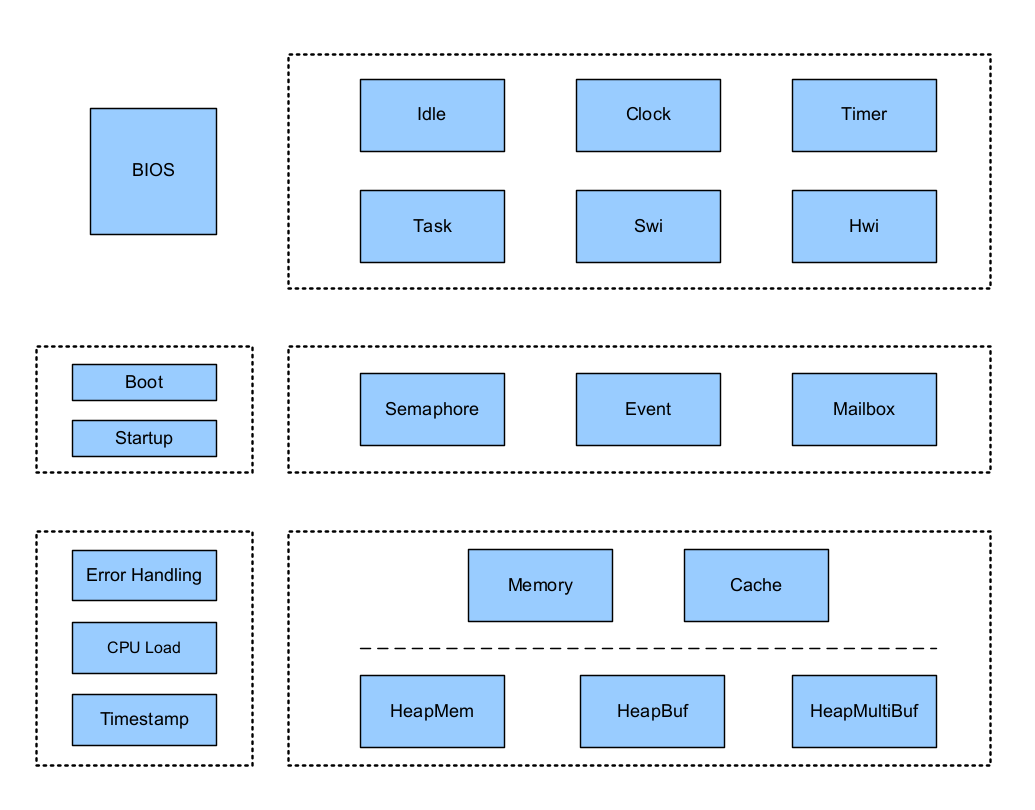 BIOS
Idle
Clock
Timer
Task
Swi
Hwi
Boot
Startup
Semaphore
Event
Mailbox
Error Handling
CPU Load
Timestamp
Memory
Cache
HeapMem
HeapBuf
HeapMultiBuf